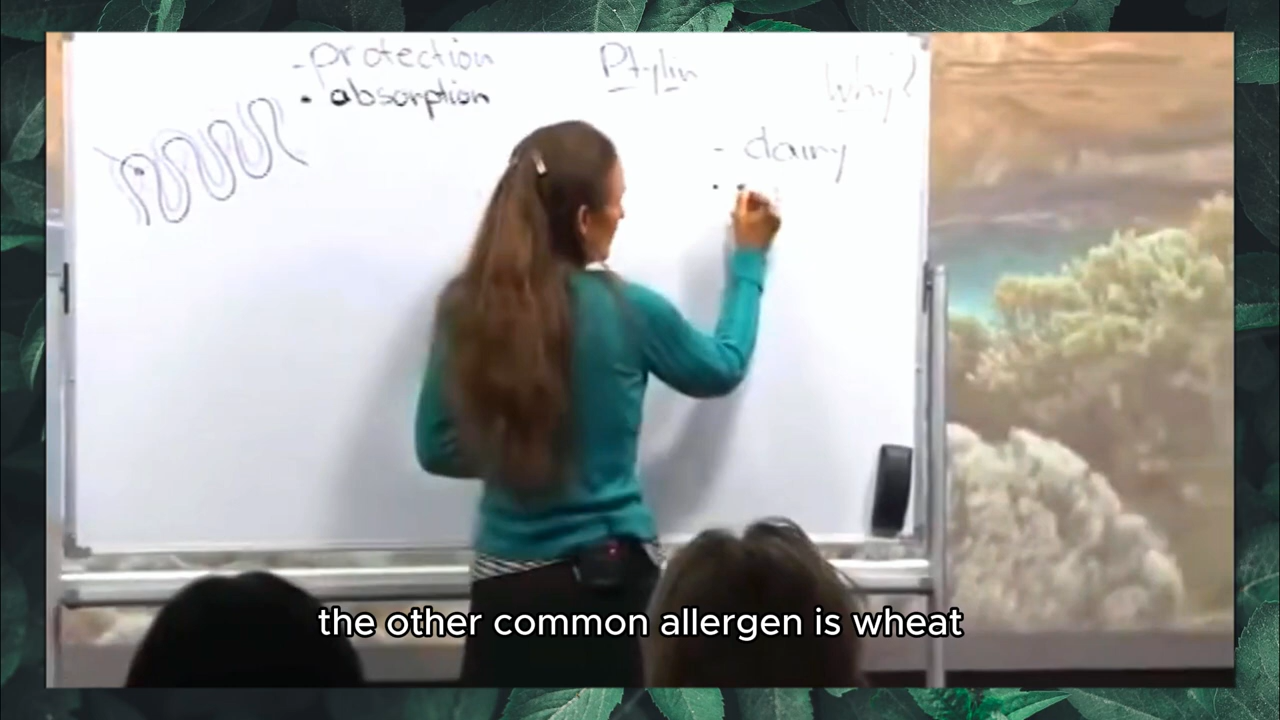 - protection
• absorption
Ptylin
Why?
- dairy
the other common allergen is wheat